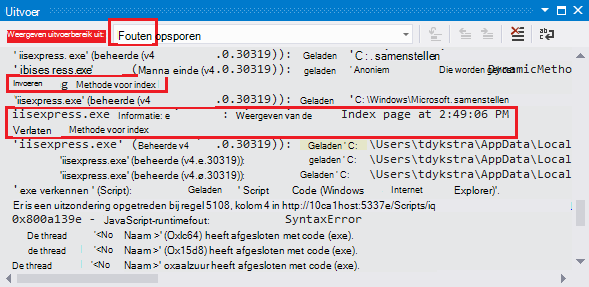 Uitvoer
Weergeven uitvoerbereik uit: Fouten opsporen
' iisexpress. exe' (beheerde (v4 .0.30319)): Geladen ' C : . samenstellen
' ibises ress.exe' (Manna einde (v4 .0.30319)): geladen ' Anoniem Die worden gehost DynamicMetho
Invoeren g Methode voor index
'iisexpress.exe' (beheerde (v4 .0.30319)): Geladen ' C: \Windows\Microsoft. samenstellen
iisexpress.exe Informatie: e : Weergeven van de Index page at 2:49:06 PM
Verlaten Methode voor index
'iisexpress.exe' (Beheerde v4 .0.30319)): Geladen ' C: \Users\tdykstra\AppData\Local
'iisexpress.exe' (beheerde (v4.ø.30319)): geladen ' C: \Users\tdykstra\AppData\Local
'iisexpress.exe' (beheerde (v4.ø.30319)): Geladen ' C: \Users\tdykstra\AppData\Local
' exe verkennen ' (Script): Geladen ' Script Code (Windows Internet Explorer)'.
Er is een uitzondering opgetreden bij regel 5108, kolom 4 in http://10ca1host:5337e/Scripts/iq
0x800a139e - JavaScript-runtimefout: SyntaxError
De thread '<No Naam >' (Oxlc64) heeft afgesloten met code (exe).
de thread '<No Naam >' (Ox15d8) heeft afgesloten met code (exe).
De thread '<No Naam >' oxaalzuur heeft afgesloten met code (exe).